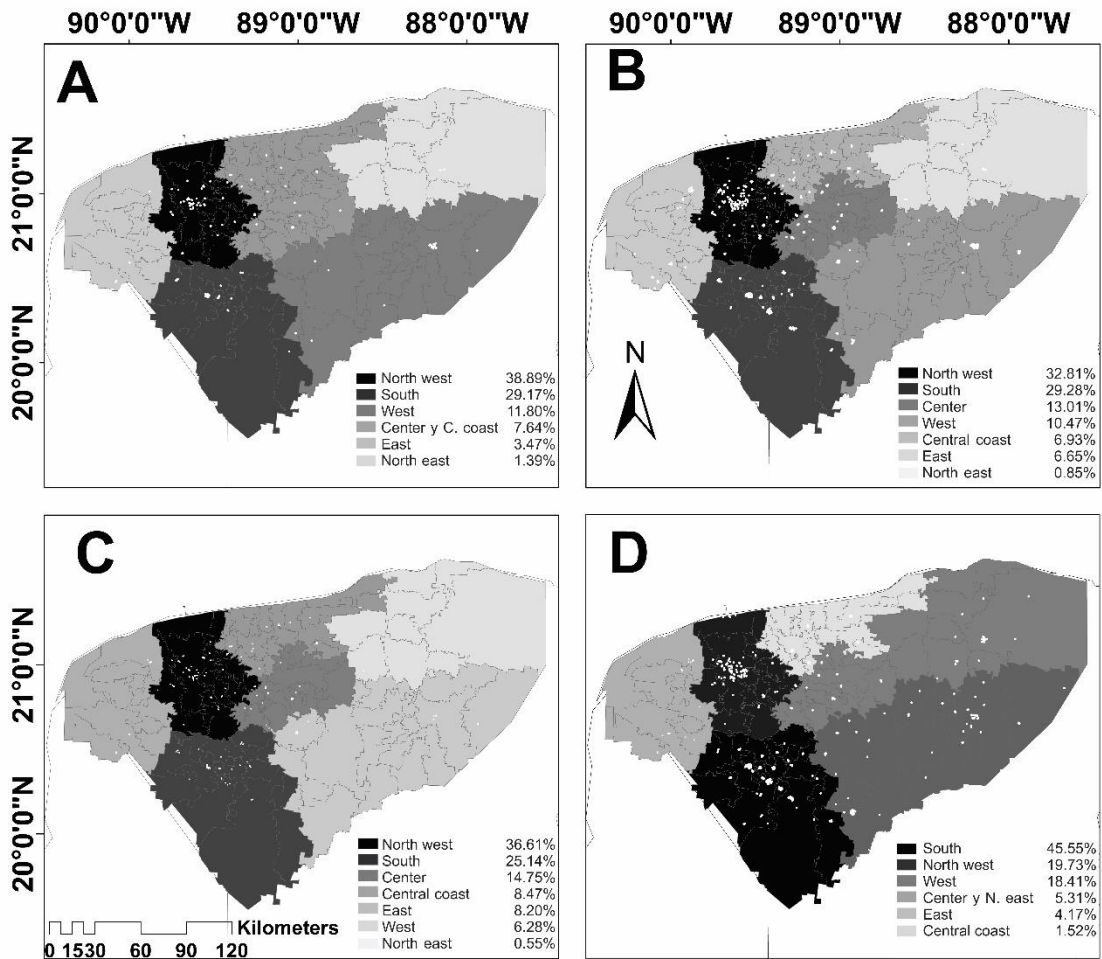 90°0'0"W 89°0'0"W 88°0'0"W 90°0'0"W 89°0'0"W 88°0'0"W
A
21°0'0"N
20°0'0"N
North west 38.89%
South 29.17%
West 11.80%
Center y C. coast 7.64%
East 3.47%
North east 1.39%
B
N
North west 32.81%
South 29.28%
Center 13.01%
West 10.47%
Central coast 6.93%
East 6.65%
North east 0.85%
C
21°0'0"N
20°0'0"N
North west 36.61%
South 25.14%
Center 14.75%
Central coast 8.47%
East 8.20%
West 6.28%
North east 0.55%
Kilometers
0 1530 60 90 120
D
South 45.55%
North west 19.73%
West 18.41%
Center y N. east 5.31%
East 4.17%
Central coast 1.52%